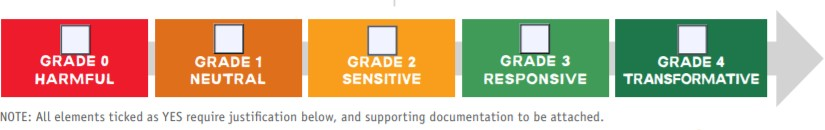 GRADE 0
HARMFUL
GRADE 1
NEUTRAL
GRADE 2
SENSITIVE
GRADE 3
RESPONSIVE
GRADE 4
TRANSFORMATIVE
NOTE: All elements ticked as YES require justification below, and supporting documentation to be attached.